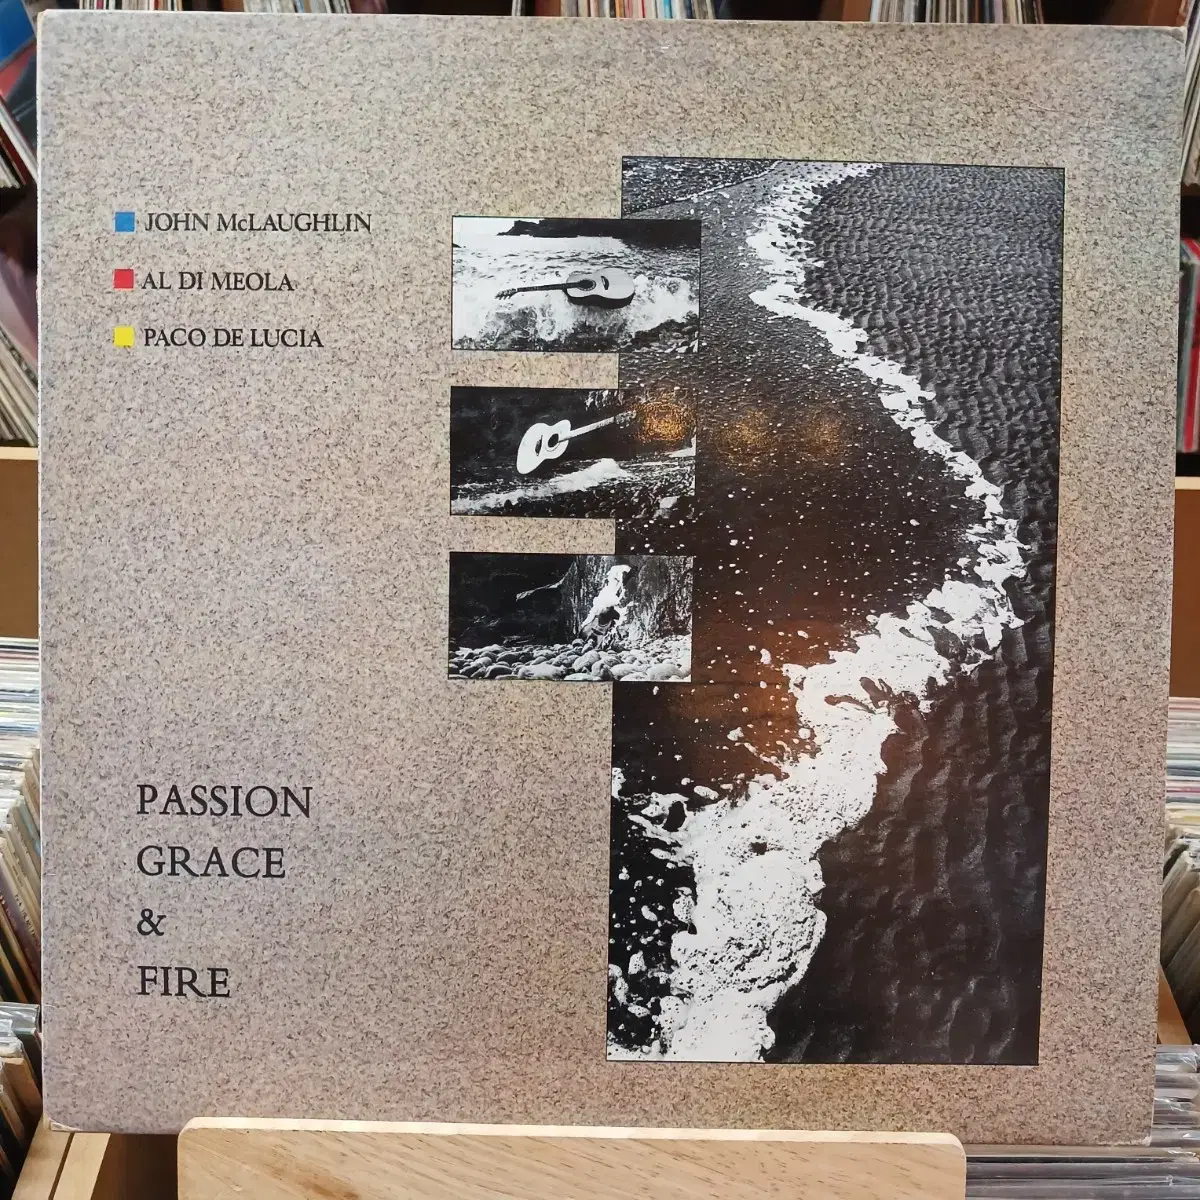 JOHN McLAUGHLIN
AL DI MEOLA
PACO DE LUCIA
PASSION
GRACE
&
FIRE